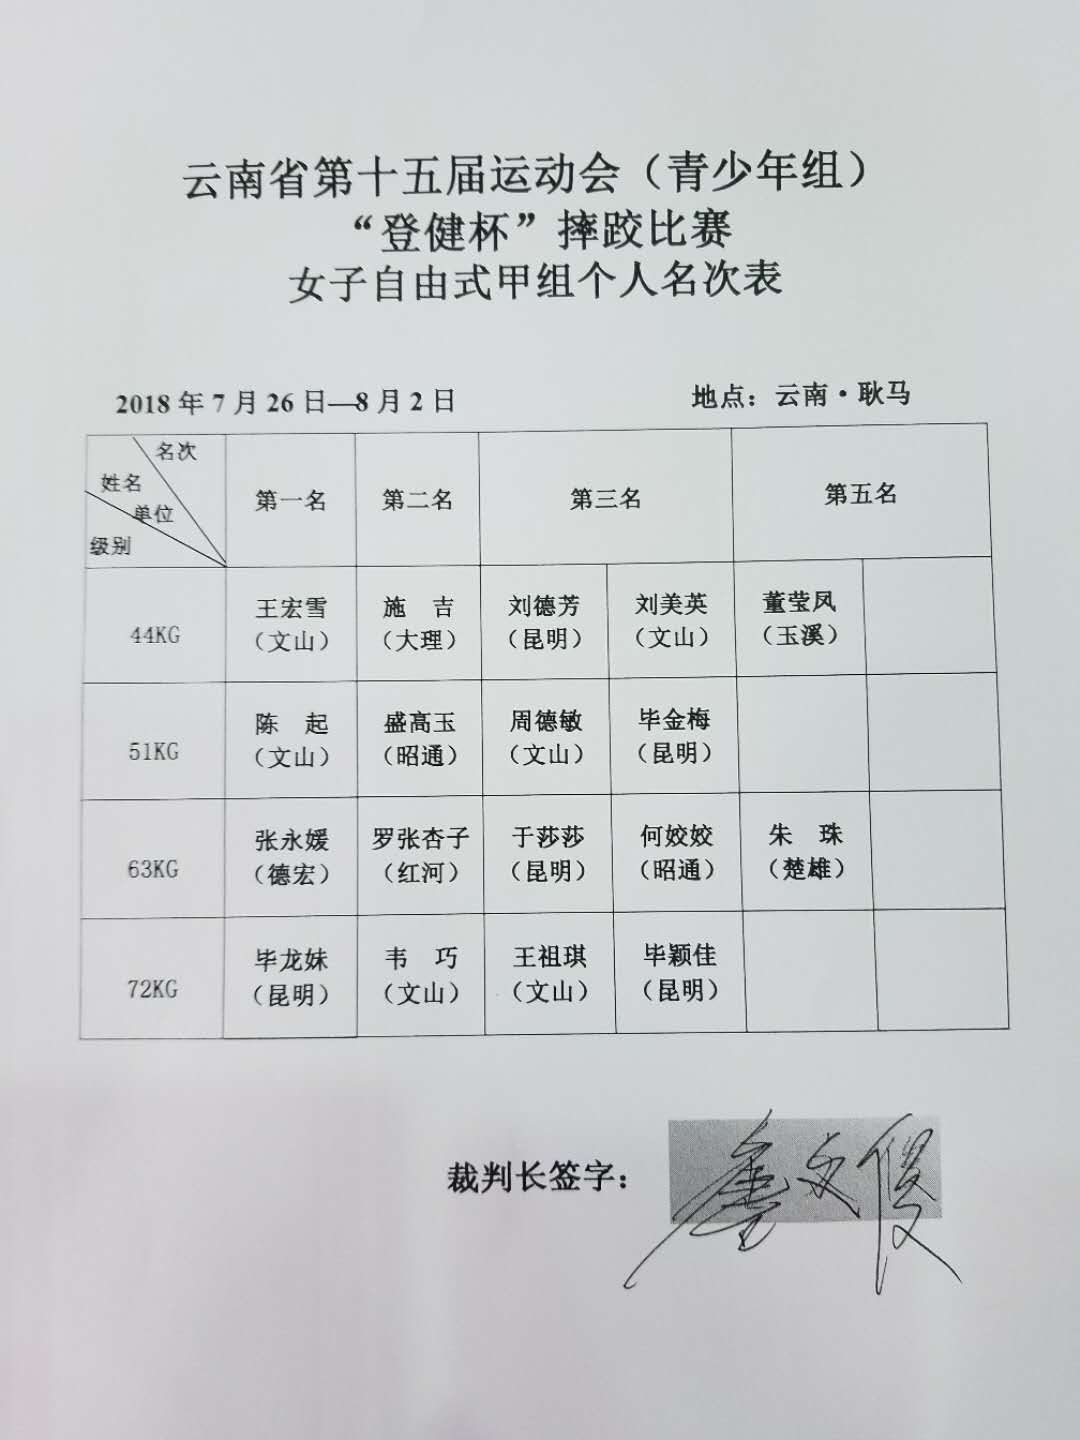 云南省第十五届运动会（青少年组）
“登健杯”摔跤比赛
女子自由式甲组个人名次表
2018 年 7 月 26 日—8 月 2 日 地点：云南·耿马
名次
姓名
单位
级别
第一名 第二名 第三名 第五名
44KG 王宏雪 施 吉 刘德芳 刘美英 董莹凤
（文山） （大理） （昆明） （文山） （玉溪）
51KG 陈 起 盛高玉 周德敏 毕金梅
（文山） （昭通） （文山） （昆明）
63KG 张永媛 罗张杏子 于莎莎 何姣姣 朱 珠
（德宏） （红河） （昆明） （昭通） （楚雄）
72KG 毕龙妹 韦 巧 王祖琪 毕颖佳
（昆明） （文山） （文山） （昆明）
裁判长签字：